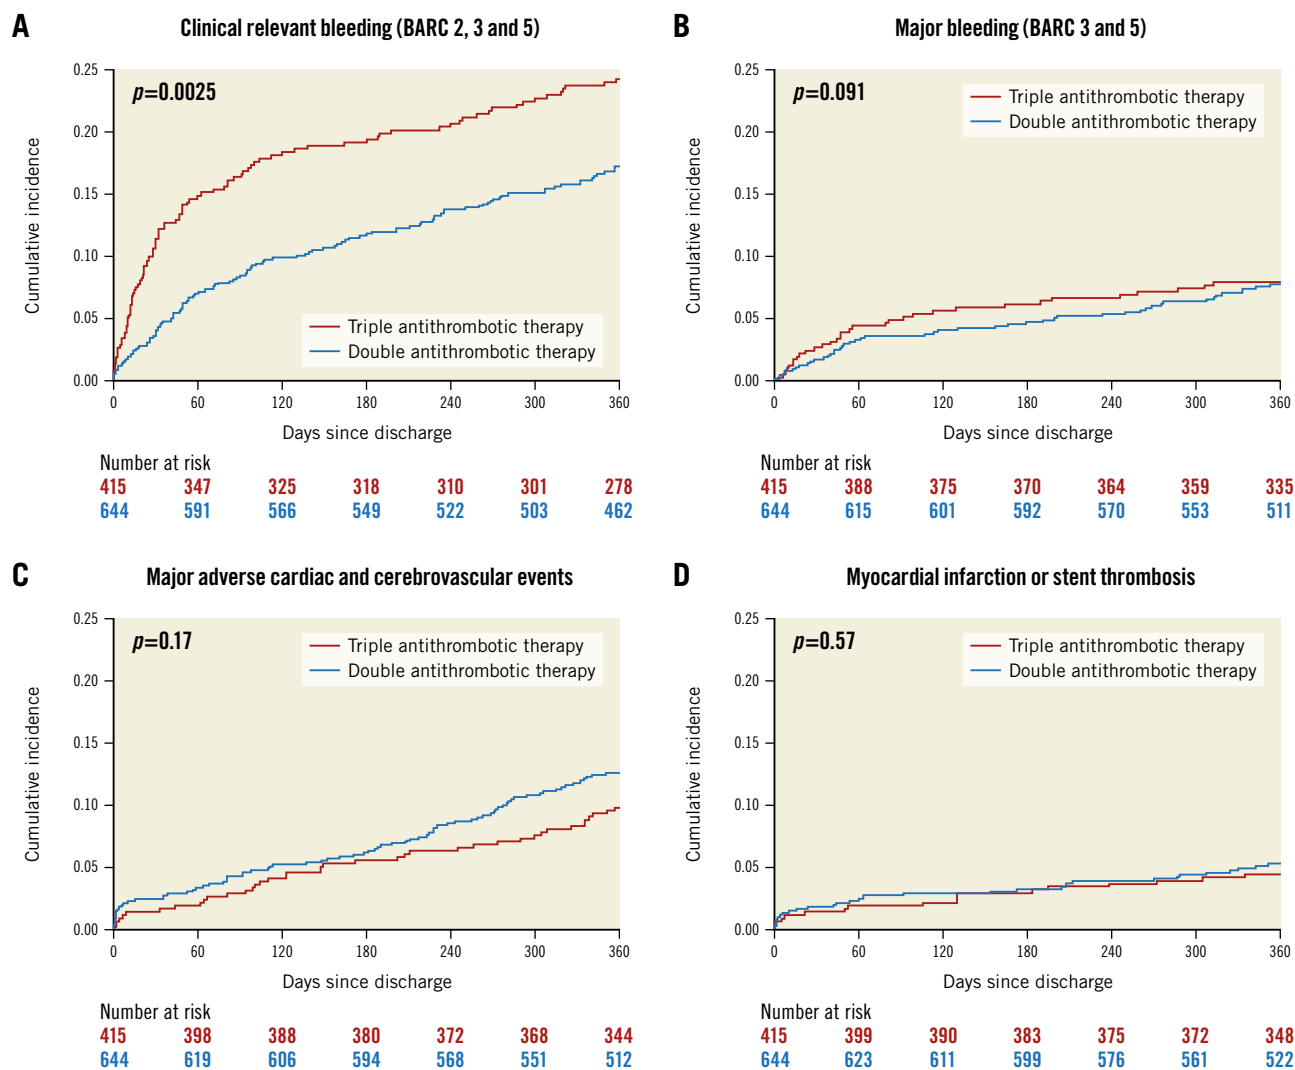 A
Clinical relevant bleeding (BARC 2, 3 and 5)
p=0.0025
Cumulative incidence
0.25
0.20
0.15
0.10
0.05
0.00
Triple antithrombotic therapy
Double antithrombotic therapy
0 60 120 180 240 300 360
Days since discharge
Number at risk
415 347 325 318 310 301 278
644 591 566 549 522 503 462
B
Major bleeding (BARC 3 and 5)
p=0.091
Cumulative incidence
0.25
0.20
0.15
0.10
0.05
0.00
Triple antithrombotic therapy
Double antithrombotic therapy
0 60 120 180 240 300 360
Days since discharge
Number at risk
415 388 375 370 364 359 335
644 615 601 592 570 553 511
C
Major adverse cardiac and cerebrovascular events
p=0.17
Cumulative incidence
0.25
0.20
0.15
0.10
0.05
0.00
Triple antithrombotic therapy
Double antithrombotic therapy
0 60 120 180 240 300 360
Days since discharge
Number at risk
415 398 388 380 372 368 344
644 619 606 594 568 551 512
D
Myocardial infarction or stent thrombosis
p=0.57
Cumulative incidence
0.25
0.20
0.15
0.10
0.05
0.00
Triple antithrombotic therapy
Double antithrombotic therapy
0 60 120 180 240 300 360
Days since discharge
Number at risk
415 399 390 383 375 372 348
644 623 611 599 576 561 522